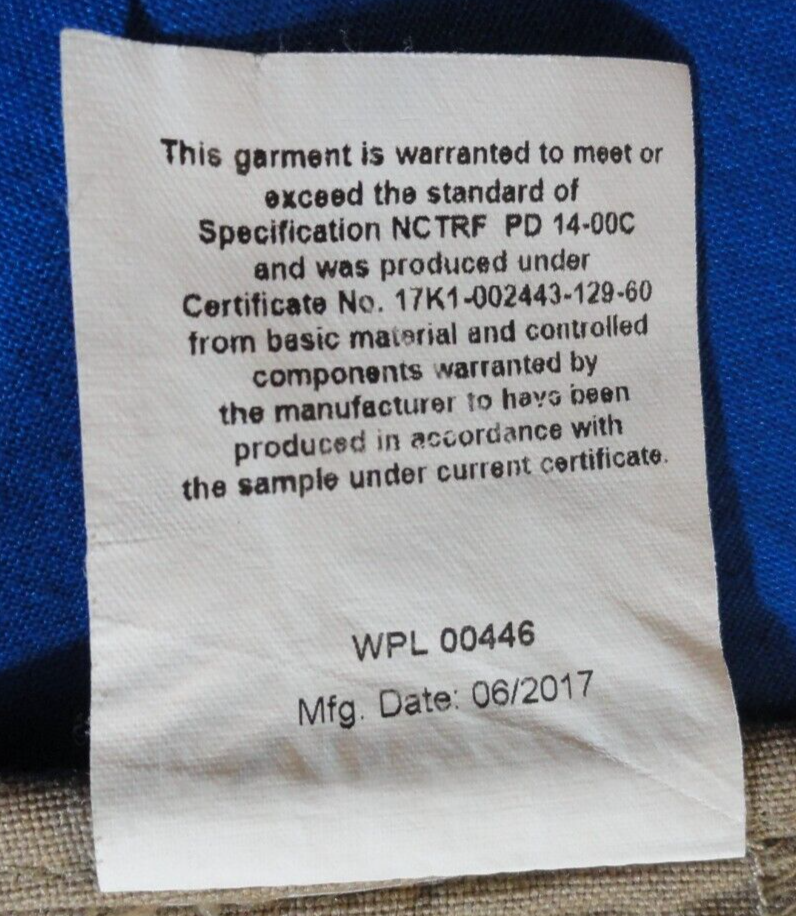 This garment is warranted to meet or
exceed the standard of
Specification NCTRF PD 14-00C
and was produced under
Certificate No. 17K1-002443-129-60
from basic material and controlled
components warranted by
the manufacturer to have been
produced in accordance with
the sample under current certificate.
WPL 00446
Mfg. Date: 06/2017